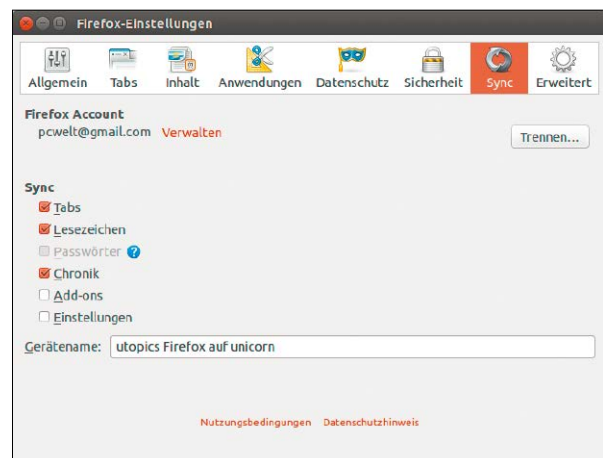 Firefox-Einstellungen
Allgemein Tabs Inhalt Anwendungen Datenschutz Sicherheit Sync Erweitert
Firefox Account
pcwelt@gmail.com Verwalten Trennen...
Sync
Tabs
Lesezeichen
Passwörter ?
Chronik
Add-ons
Einstellungen
Gerätename: utopics Firefox auf unicorn
Nutzungsbedingungen Datenschutzhinweis